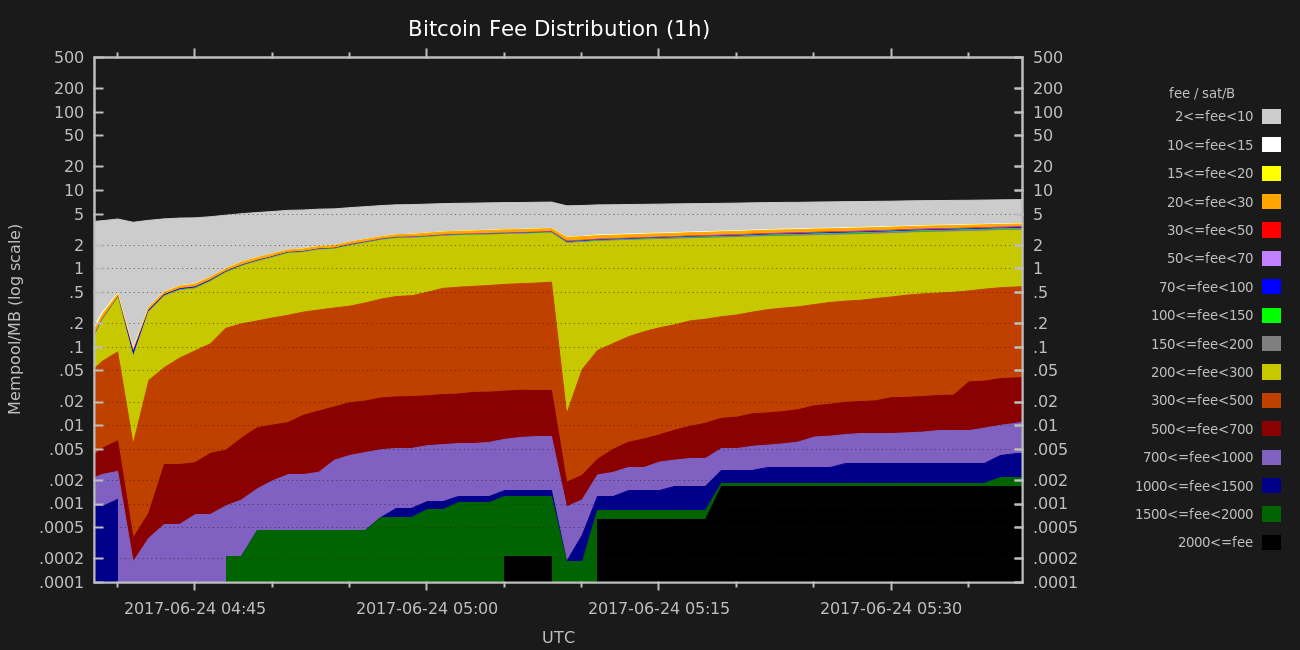 Bitcoin Fee Distribution (1h)
500
200
100
50
20
10
5
2
1
.5
.2
.1
.05
.02
.01
.005
.002
.001
.0005
.0002
.0001
Mempool/MB (log scale)
500
200
100
50
20
10
5
2
1
.5
.2
.1
.05
.02
.01
.005
.002
.001
.0005
.0002
.0001
2017-06-24 04:45
2017-06-24 05:00
2017-06-24 05:15
2017-06-24 05:30
UTC
fee / sat/B
2<=fee<10
10<=fee<15
15<=fee<20
20<=fee<30
30<=fee<50
50<=fee<70
70<=fee<100
100<=fee<150
150<=fee<200
200<=fee<300
300<=fee<500
500<=fee<700
700<=fee<1000
1000<=fee<1500
1500<=fee<2000
2000<=fee